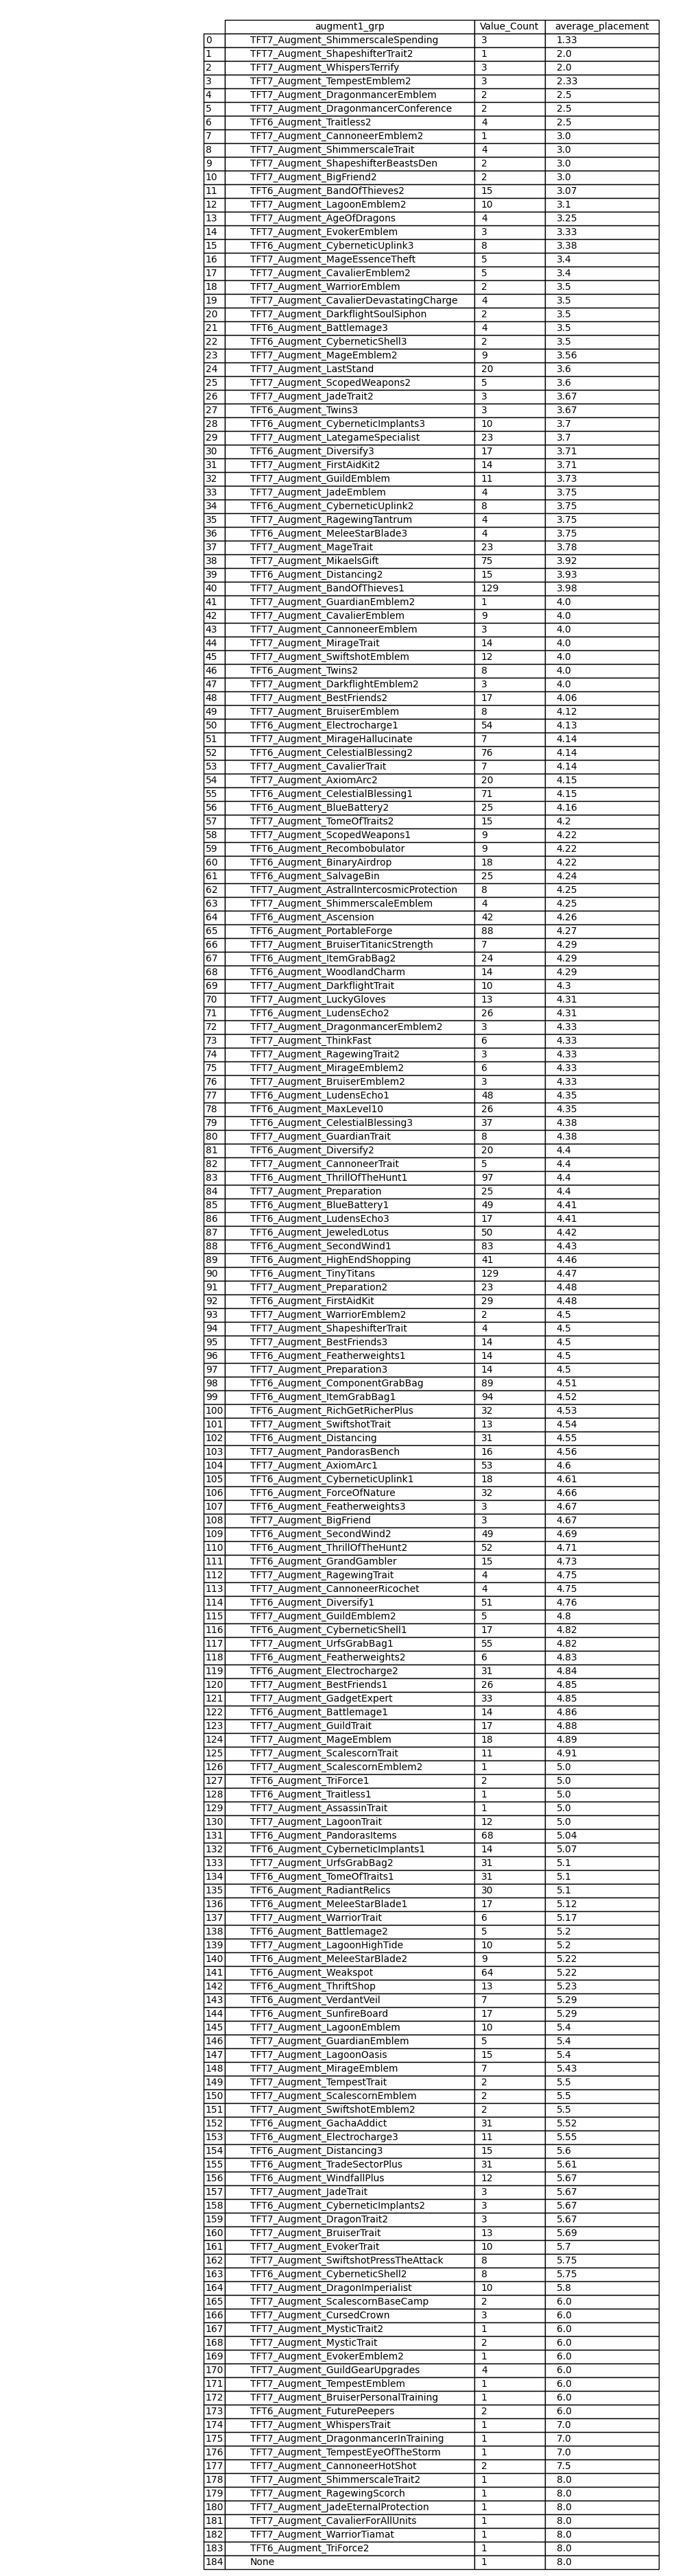 augment1_grp Value_Count average_placement
0 TFT7_Augment_ShimmerscaleSpending 3 1.33
1 TFT7_Augment_ShapeshifterTrait2 1 2.0
2 TFT7_Augment_WhispersTerrify 3 2.0
3 TFT7_Augment_TempestEmblem2 3 2.33
4 TFT7_Augment_DragonmancerEmblem 2 2.5
5 TFT7_Augment_DragonmancerConference 2 2.5
6 TFT6_Augment_Traitless2 4 2.5
7 TFT7_Augment_CannoneerEmblem2 1 3.0
8 TFT7_Augment_ShimmerscaleTrait 4 3.0
9 TFT7_Augment_ShapeshifterBeastsDen 2 3.0
10 TFT7_Augment_BigFriend2 2 3.0
11 TFT6_Augment_BandOfThieves2 15 3.07
12 TFT7_Augment_LagoonEmblem2 10 3.1
13 TFT7_Augment_AgeOfDragons 4 3.25
14 TFT7_Augment_EvokerEmblem 3 3.33
15 TFT6_Augment_CyberneticUplink3 8 3.38
16 TFT7_Augment_MageEssenceTheft 5 3.4
17 TFT7_Augment_CavalierEmblem2 5 3.4
18 TFT7_Augment_WarriorEmblem 2 3.5
19 TFT7_Augment_CavalierDevastatingCharge 4 3.5
20 TFT7_Augment_DarkflightSoulSiphon 2 3.5
21 TFT6_Augment_Battlemage3 4 3.5
22 TFT6_Augment_CyberneticShell3 2 3.5
23 TFT7_Augment_MageEmblem2 9 3.56
24 TFT7_Augment_LastStand 20 3.6
25 TFT7_Augment_ScopedWeapons2 5 3.6
26 TFT7_Augment_JadeTrait2 3 3.67
27 TFT6_Augment_Twins3 3 3.67
28 TFT6_Augment_CyberneticImplants3 10 3.7
29 TFT7_Augment_LategameSpecialist 23 3.7
30 TFT6_Augment_Diversify3 17 3.71
31 TFT7_Augment_FirstAidKit2 14 3.71
32 TFT7_Augment_GuildEmblem 11 3.73
33 TFT7_Augment_JadeEmblem 4 3.75
34 TFT6_Augment_CyberneticUplink2 8 3.75
35 TFT7_Augment_RagewingTantrum 4 3.75
36 TFT6_Augment_MeleeStarBlade3 4 3.75
37 TFT7_Augment_MageTrait 23 3.78
38 TFT7_Augment_MikaelsGift 75 3.92
39 TFT6_Augment_Distancing2 15 3.93
40 TFT7_Augment_BandOfThieves1 129 3.98
41 TFT7_Augment_GuardianEmblem2 1 4.0
42 TFT7_Augment_CavalierEmblem 9 4.0
43 TFT7_Augment_CannoneerEmblem 3 4.0
44 TFT7_Augment_MirageTrait 14 4.0
45 TFT7_Augment_SwiftshotEmblem 12 4.0
46 TFT6_Augment_Twins2 8 4.0
47 TFT7_Augment_DarkflightEmblem2 3 4.0
48 TFT7_Augment_BestFriends2 17 4.06
49 TFT7_Augment_BruiserEmblem 8 4.12
50 TFT6_Augment_Electrocharge1 54 4.13
51 TFT7_Augment_MirageHallucinate 7 4.14
52 TFT6_Augment_CelestialBlessing2 76 4.14
53 TFT7_Augment_CavalierTrait 7 4.14
54 TFT7_Augment_AxiomArc2 20 4.15
55 TFT6_Augment_CelestialBlessing1 71 4.15
56 TFT6_Augment_BlueBattery2 25 4.16
57 TFT7_Augment_TomeOfTraits2 15 4.2
58 TFT7_Augment_ScopedWeapons1 9 4.22
59 TFT6_Augment_Recombobulator 9 4.22
60 TFT6_Augment_BinaryAirdrop 18 4.22
61 TFT6_Augment_SalvageBin 25 4.24
62 TFT7_Augment_AstralIntercosmicProtection 8 4.25
63 TFT7_Augment_ShimmerscaleEmblem 4 4.25
64 TFT6_Augment_Ascension 42 4.26
65 TFT6_Augment_PortableForge 88 4.27
66 TFT7_Augment_BruiserTitanicStrength 7 4.29
67 TFT6_Augment_ItemGrabBag2 24 4.29
68 TFT6_Augment_WoodlandCharm 14 4.29
69 TFT7_Augment_DarkflightTrait 10 4.3
70 TFT7_Augment_LuckyGloves 13 4.31
71 TFT6_Augment_LudensEcho2 26 4.31
72 TFT7_Augment_DragonmancerEmblem2 3 4.33
73 TFT7_Augment_ThinkFast 6 4.33
74 TFT7_Augment_RagewingTrait2 3 4.33
75 TFT7_Augment_MirageEmblem2 6 4.33
76 TFT7_Augment_BruiserEmblem2 3 4.33
77 TFT6_Augment_LudensEcho1 48 4.35
78 TFT6_Augment_MaxLevel10 26 4.35
79 TFT6_Augment_CelestialBlessing3 37 4.38
80 TFT7_Augment_GuardianTrait 8 4.38
81 TFT6_Augment_Diversify2 20 4.4
82 TFT7_Augment_CannoneerTrait 5 4.4
83 TFT6_Augment_ThrillOfTheHunt1 97 4.4
84 TFT7_Augment_Preparation 25 4.4
85 TFT6_Augment_BlueBattery1 49 4.41
86 TFT6_Augment_LudensEcho3 17 4.41
87 TFT6_Augment_JeweledLotus 50 4.42
88 TFT6_Augment_SecondWind1 83 4.43
89 TFT6_Augment_HighEndShopping 41 4.46
90 TFT6_Augment_TinyTitans 129 4.47
91 TFT7_Augment_Preparation2 23 4.48
92 TFT6_Augment_FirstAidKit 29 4.48
93 TFT7_Augment_WarriorEmblem2 2 4.5
94 TFT7_Augment_ShapeshifterTrait 4 4.5
95 TFT7_Augment_BestFriends3 14 4.5
96 TFT6_Augment_Featherweights1 14 4.5
97 TFT7_Augment_Preparation3 14 4.5
98 TFT6_Augment_ComponentGrabBag 89 4.51
99 TFT6_Augment_ItemGrabBag1 94 4.52
100 TFT6_Augment_RichGetRicherPlus 32 4.53
101 TFT7_Augment_SwiftshotTrait 13 4.54
102 TFT6_Augment_Distancing 31 4.55
103 TFT7_Augment_PandorasBench 16 4.56
104 TFT7_Augment_AxiomArc1 53 4.6
105 TFT6_Augment_CyberneticUplink1 18 4.61
106 TFT6_Augment_ForceOfNature 32 4.66
107 TFT6_Augment_Featherweights3 3 4.67
108 TFT7_Augment_BigFriend 3 4.67
109 TFT6_Augment_SecondWind2 49 4.69
110 TFT6_Augment_ThrillOfTheHunt2 52 4.71
111 TFT6_Augment_GrandGambler 15 4.73
112 TFT7_Augment_RagewingTrait 4 4.75
113 TFT7_Augment_CannoneerRicochet 4 4.75
114 TFT6_Augment_Diversify1 51 4.76
115 TFT7_Augment_GuildEmblem2 5 4.8
116 TFT6_Augment_CyberneticShell1 17 4.82
117 TFT7_Augment_UrfsGrabBag1 55 4.82
118 TFT6_Augment_Featherweights2 6 4.83
119 TFT6_Augment_Electrocharge2 31 4.84
120 TFT7_Augment_BestFriends1 26 4.85
121 TFT7_Augment_GadgetExpert 33 4.85
122 TFT6_Augment_Battlemage1 14 4.86
123 TFT7_Augment_GuildTrait 17 4.88
124 TFT7_Augment_MageEmblem 18 4.89
125 TFT7_Augment_ScalescornTrait 11 4.91
126 TFT7_Augment_ScalescornEmblem2 1 5.0
127 TFT6_Augment_TriForce1 2 5.0
128 TFT6_Augment_Traitless1 1 5.0
129 TFT7_Augment_AssassinTrait 1 5.0
130 TFT7_Augment_LagoonTrait 12 5.0
131 TFT6_Augment_PandorasItems 68 5.04
132 TFT6_Augment_CyberneticImplants1 14 5.07
133 TFT7_Augment_UrfsGrabBag2 31 5.1
134 TFT6_Augment_TomeOfTraits1 31 5.1
135 TFT6_Augment_RadiantRelics 30 5.1
136 TFT6_Augment_MeleeStarBlade1 17 5.12
137 TFT7_Augment_WarriorTrait 6 5.17
138 TFT6_Augment_Battlemage2 5 5.2
139 TFT7_Augment_LagoonHighTide 10 5.2
140 TFT6_Augment_MeleeStarBlade2 9 5.22
141 TFT6_Augment_Weakspot 64 5.22
142 TFT6_Augment_ThriftShop 13 5.23
143 TFT6_Augment_VerdantVeil 7 5.29
144 TFT6_Augment_SunfireBoard 17 5.29
145 TFT7_Augment_LagoonEmblem 10 5.4
146 TFT7_Augment_GuardianEmblem 5 5.4
147 TFT7_Augment_LagoonOasis 15 5.4
148 TFT7_Augment_MirageEmblem 7 5.43
149 TFT7_Augment_TempestTrait 2 5.5
150 TFT7_Augment_ScalescornEmblem 2 5.5
151 TFT7_Augment_SwiftshotEmblem2 2 5.5
152 TFT6_Augment_GachaAddict 31 5.52
153 TFT6_Augment_Electrocharge3 11 5.55
154 TFT6_Augment_Distancing3 15 5.6
155 TFT6_Augment_TradeSectorPlus 31 5.61
156 TFT6_Augment_WindfallPlus 12 5.67
157 TFT7_Augment_JadeTrait 3 5.67
158 TFT6_Augment_CyberneticImplants2 3 5.67
159 TFT7_Augment_DragonTrait2 3 5.67
160 TFT7_Augment_BruiserTrait 13 5.69
161 TFT7_Augment_EvokerTrait 10 5.7
162 TFT7_Augment_SwiftshotPressTheAttack 8 5.75
163 TFT6_Augment_CyberneticShell2 8 5.75
164 TFT7_Augment_DragonImperialist 10 5.8
165 TFT7_Augment_ScalescornBaseCamp 2 6.0
166 TFT7_Augment_CursedCrown 3 6.0
167 TFT7_Augment_MysticTrait2 1 6.0
168 TFT7_Augment_MysticTrait 2 6.0
169 TFT7_Augment_EvokerEmblem2 1 6.0
170 TFT7_Augment_GuildGearUpgrades 4 6.0
171 TFT7_Augment_TempestEmblem 1 6.0
172 TFT7_Augment_BruiserPersonalTraining 1 6.0
173 TFT6_Augment_FuturePeepers 2 6.0
174 TFT7_Augment_WhispersTrait 1 7.0
175 TFT7_Augment_DragonmancerInTraining 1 7.0
176 TFT7_Augment_TempestEyeOfTheStorm 1 7.0
177 TFT7_Augment_CannoneerHotShot 2 7.5
178 TFT7_Augment_ShimmerscaleTrait2 1 8.0
179 TFT7_Augment_RagewingScorch 1 8.0
180 TFT7_Augment_JadeEternalProtection 1 8.0
181 TFT7_Augment_CavalierForAllUnits 1 8.0
182 TFT7_Augment_WarriorTiamat 1 8.0
183 TFT6_Augment_TriForce2 1 8.0
184 None 1 8.0